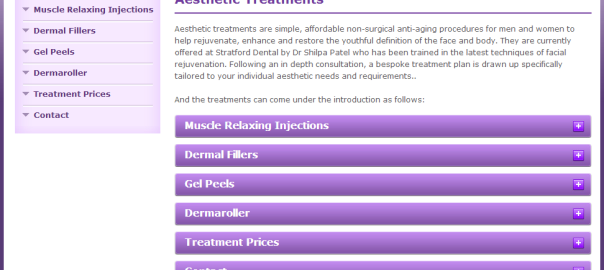 Aesthetic Treatments
Muscle Relaxing Injections
Dermal Fillers
Gel Peels
Dermaroller
Treatment Prices
Contact
Aesthetic treatments are simple, affordable non-surgical anti-aging procedures for men and women to
help rejuvenate, enhance and restore the youthful definition of the face and body. They are currently
offered at Stratford Dental by Dr Shilpa Patel who has been trained in the latest techniques of facial
rejuvenation. Following an in depth consultation, a bespoke treatment plan is drawn up specifically
tailored to your individual aesthetic needs and requirements..
And the treatments can come under the introduction as follows:
Muscle Relaxing Injections
Dermal Fillers
Gel Peels
Dermaroller
Treatment Prices
Contact